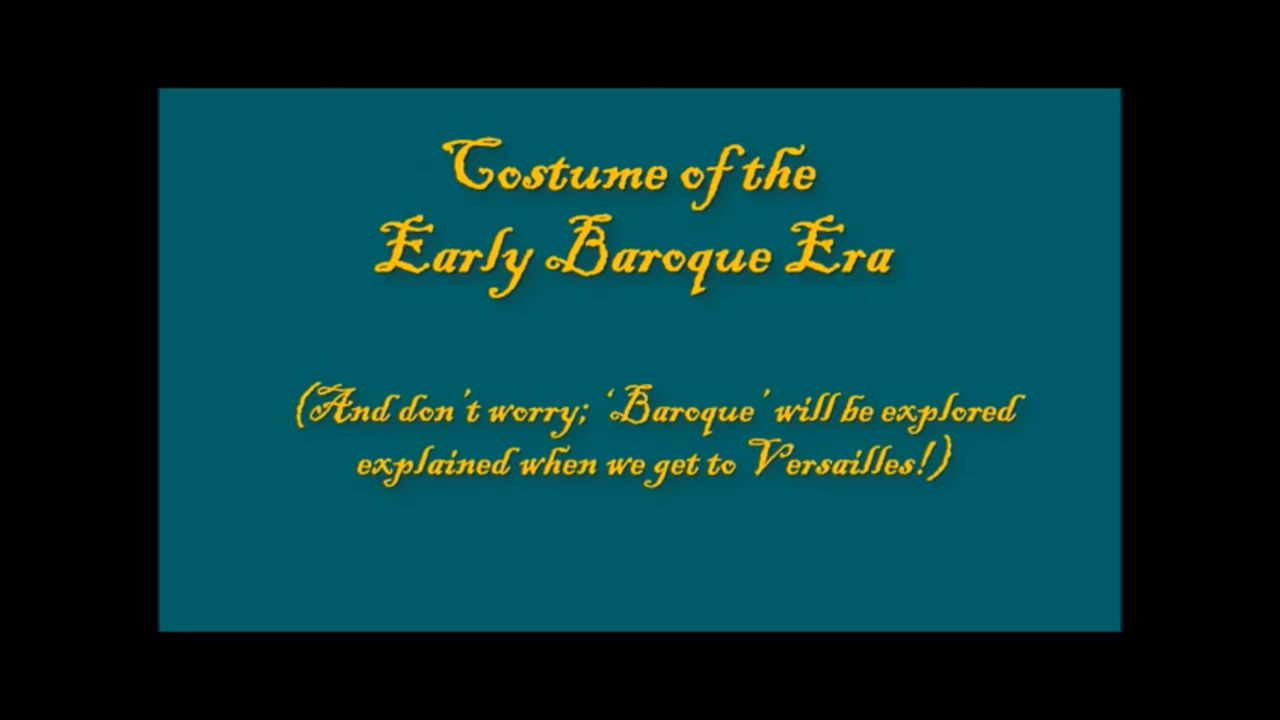 Costume of the
Early Baroque Era
(And don't worry; 'Baroque' will be explored
explained when we get to Versailles!)